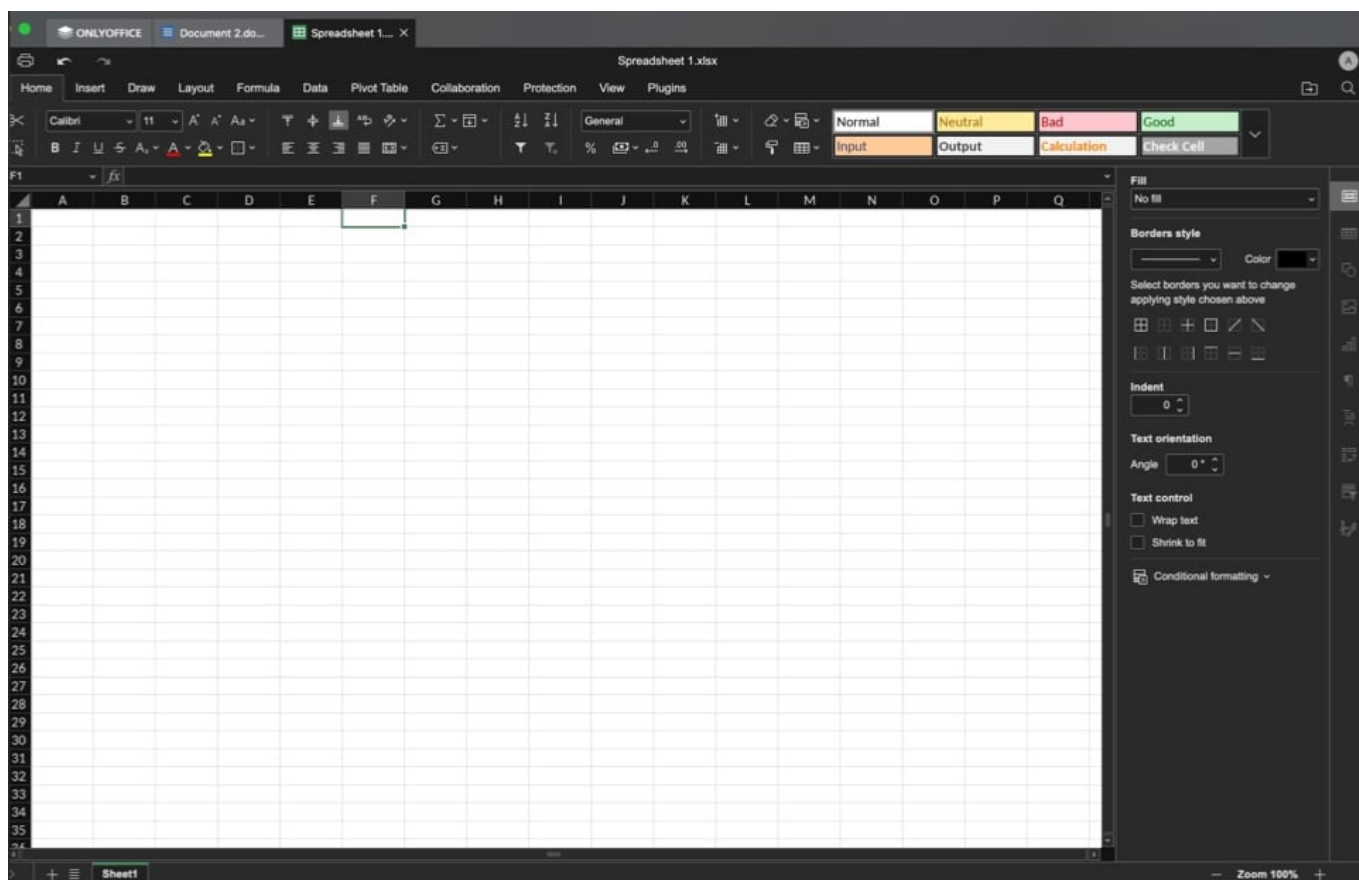 ONLYOFFICE Document 2.do... Spreadsheet 1.... ×
Spreadsheet 1.xlsx
A
Home Insert Draw Layout Formula Data Pivot Table Collaboration Protection View Plugins
Calibri 11 General
Normal Neutral Bad Good
Input Output Calculation Check Cell
F1 fx
A B C D E F G H I J K L M N O P Q
1
2
3
4
5
6
7
8
9
10
11
12
13
14
15
16
17
18
19
20
21
22
23
24
25
26
27
28
29
30
31
32
33
34
35
Fill
No fill
Borders style
Color
Select borders you want to change
applying style chosen above
Indent
0
Text orientation
Angle 0 °
Text control
Wrap text
Shrink to fit
Conditional formatting
Sheet1
Zoom 100%